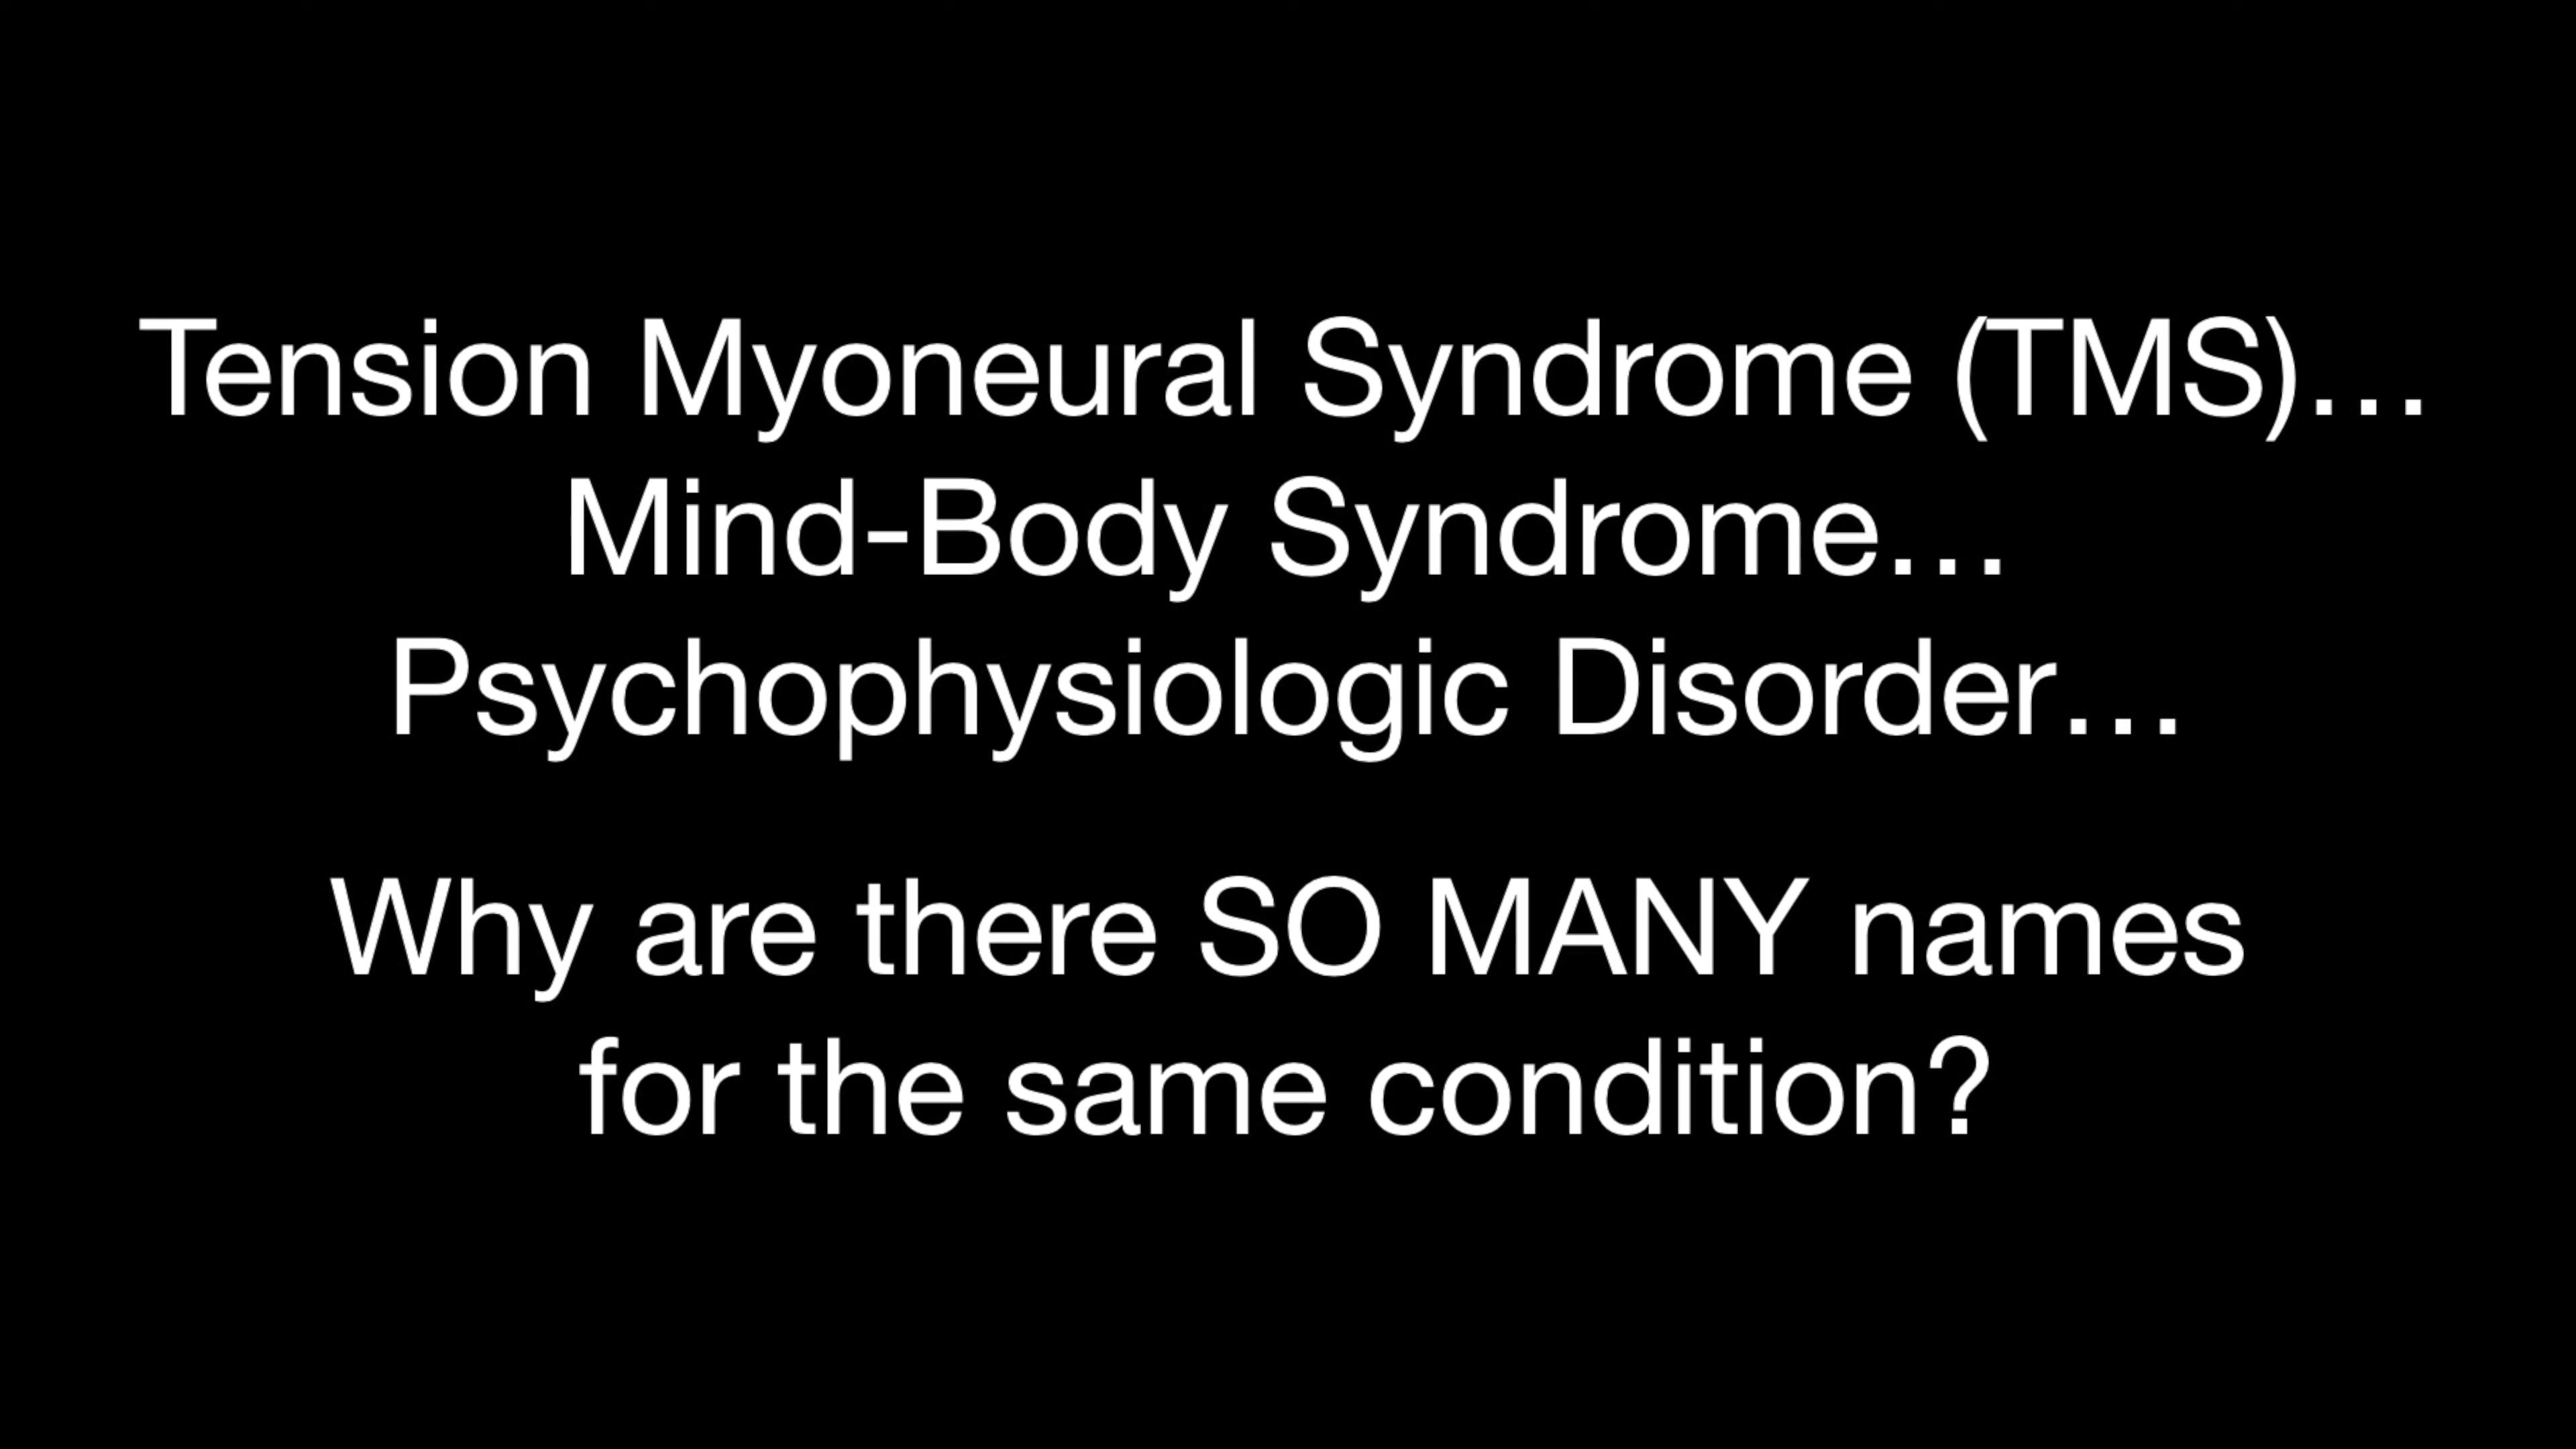 Tension Myoneural Syndrome (TMS)…
Mind-Body Syndrome…
Psychophysiologic Disorder…
Why are there SO MANY names
for the same condition?